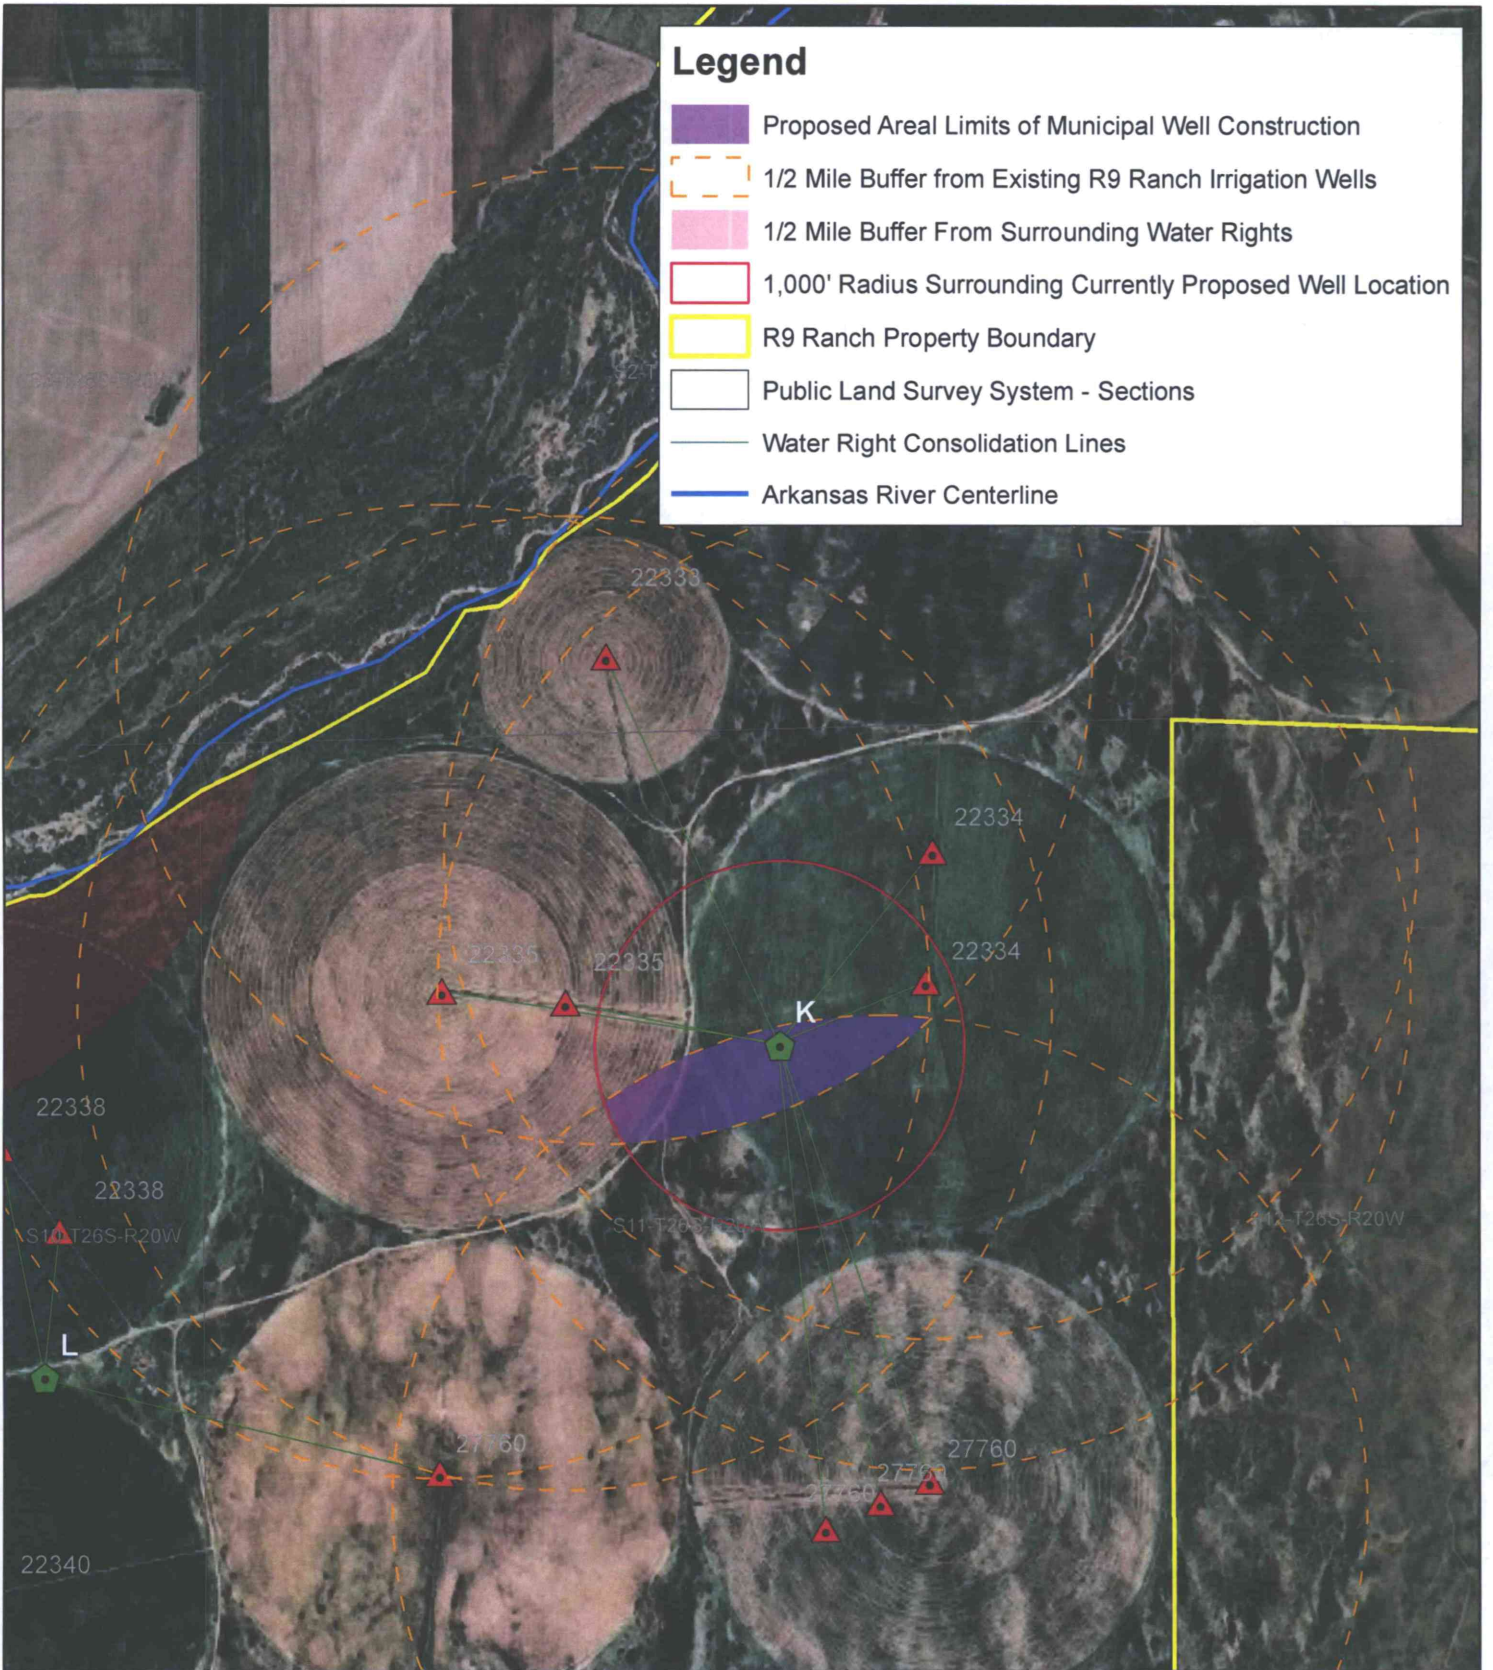 Legend
Proposed Areal Limits of Municipal Well Construction
1/2 Mile Buffer from Existing R9 Ranch Irrigation Wells
1/2 Mile Buffer From Surrounding Water Rights
1,000' Radius Surrounding Currently Proposed Well Location
R9 Ranch Property Boundary
Public Land Survey System - Sections
Water Right Consolidation Lines
Arkansas River Centerline
22333
22334
22334
22335
22335
K
22338
22338
S10-T26S-R20W
S12-T26S-R20W
L
27760
27760
27760
27760
22340